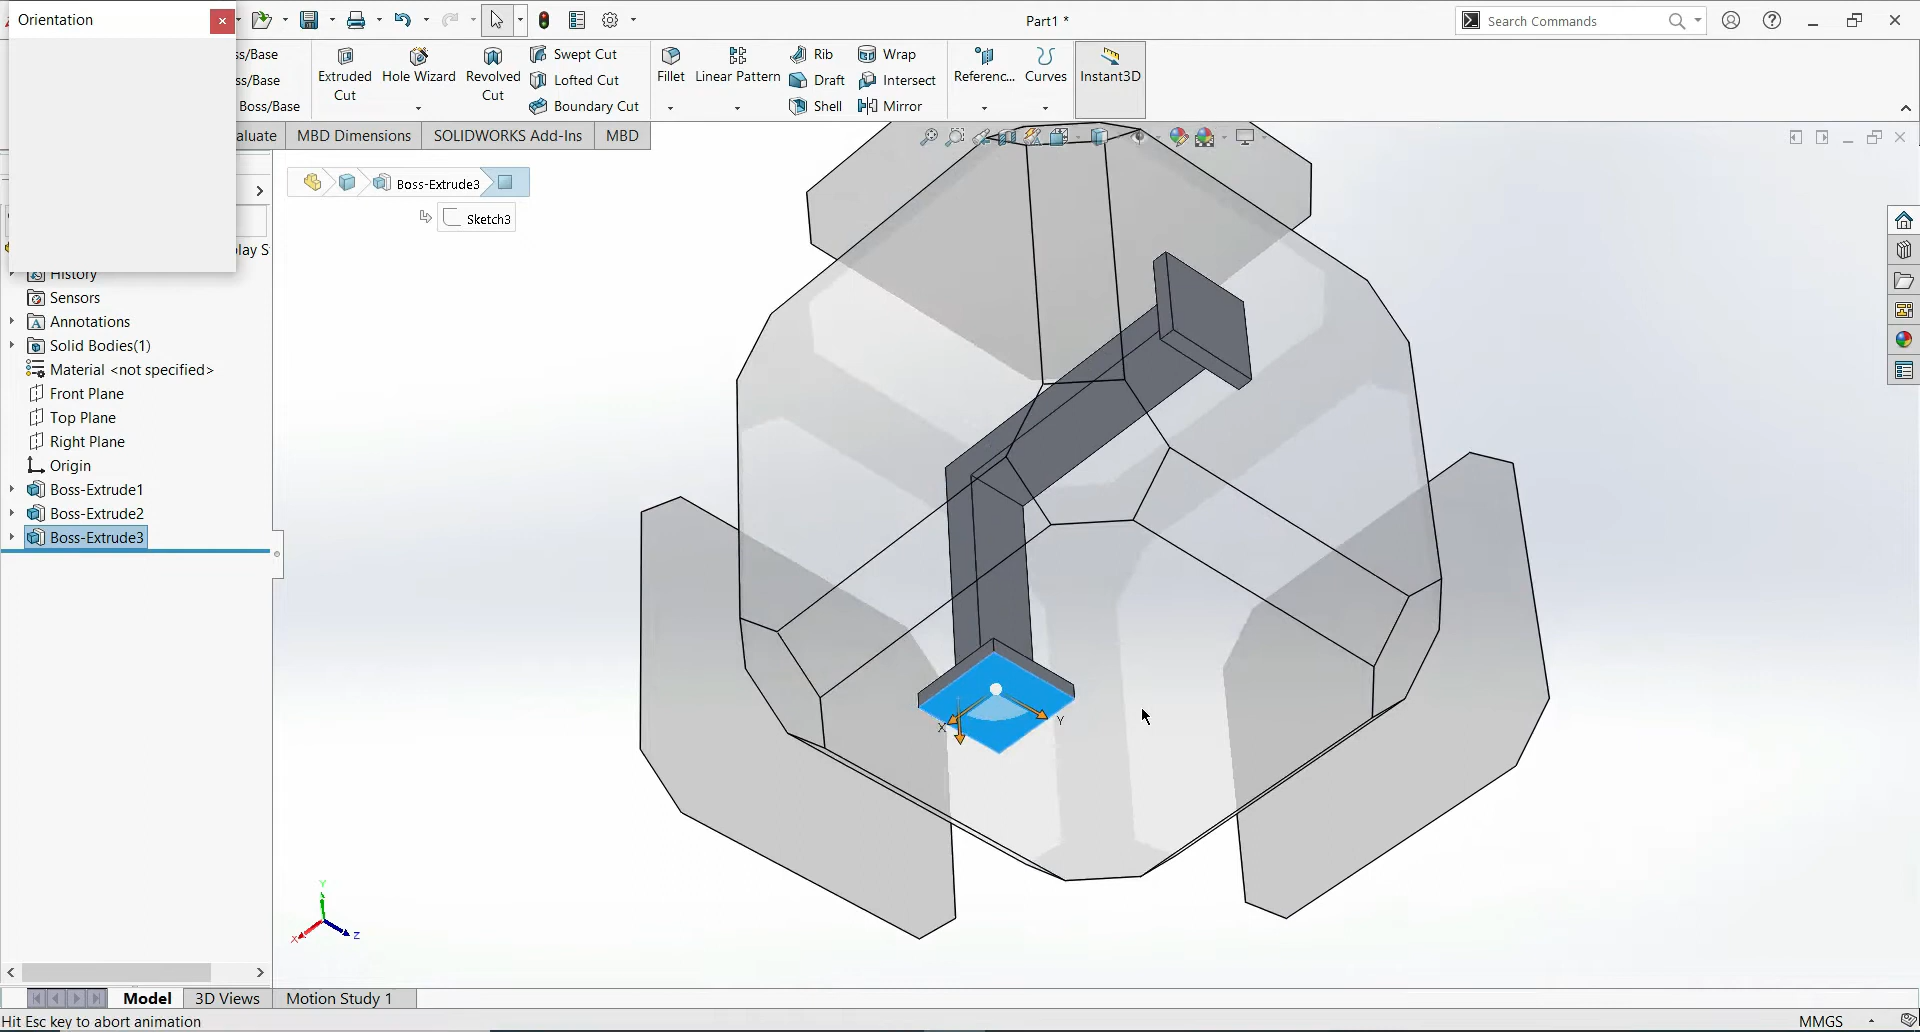 Orientation
Part1 *
Search Commands
ss/Base
ss/Base
Boss/Base
Extruded Cut
Hole Wizard
Revolved Cut
Swept Cut
Lofted Cut
Boundary Cut
Fillet
Linear Pattern
Rib
Draft
Shell
Wrap
Intersect
Mirror
Referenc...
Curves
Instant3D
aluate
MBD Dimensions
SOLIDWORKS Add-Ins
MBD
Boss-Extrude3
Sketch3
lay S
History
Sensors
Annotations
Solid Bodies(1)
Material <not specified>
Front Plane
Top Plane
Right Plane
Origin
Boss-Extrude1
Boss-Extrude2
Boss-Extrude3
X
Y
Y
X
Z
Model
3D Views
Motion Study 1
Hit Esc key to abort animation
MMGS